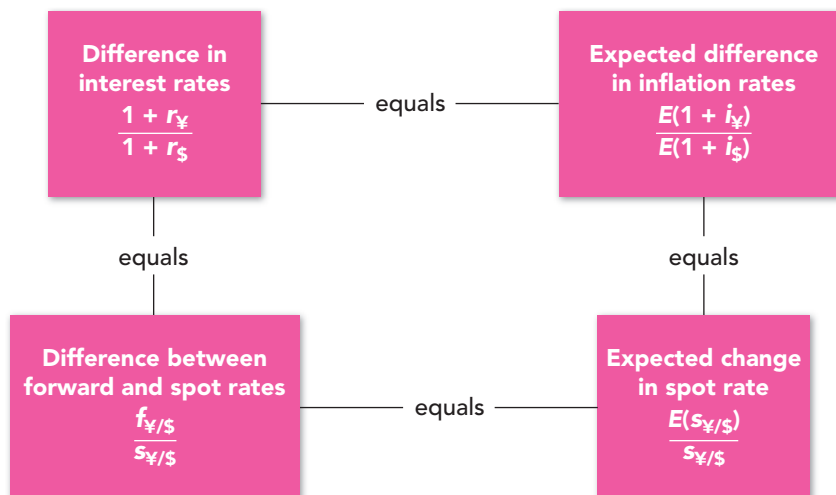 Difference in
interest rates
1 + r¥
1 + r$
equals
Expected difference
in inflation rates
E(1 + i¥)
E(1 + i$)
equals
equals
Difference between
forward and spot rates
f¥/$
s¥/$
equals
Expected change
in spot rate
E(s¥/$)
s¥/$